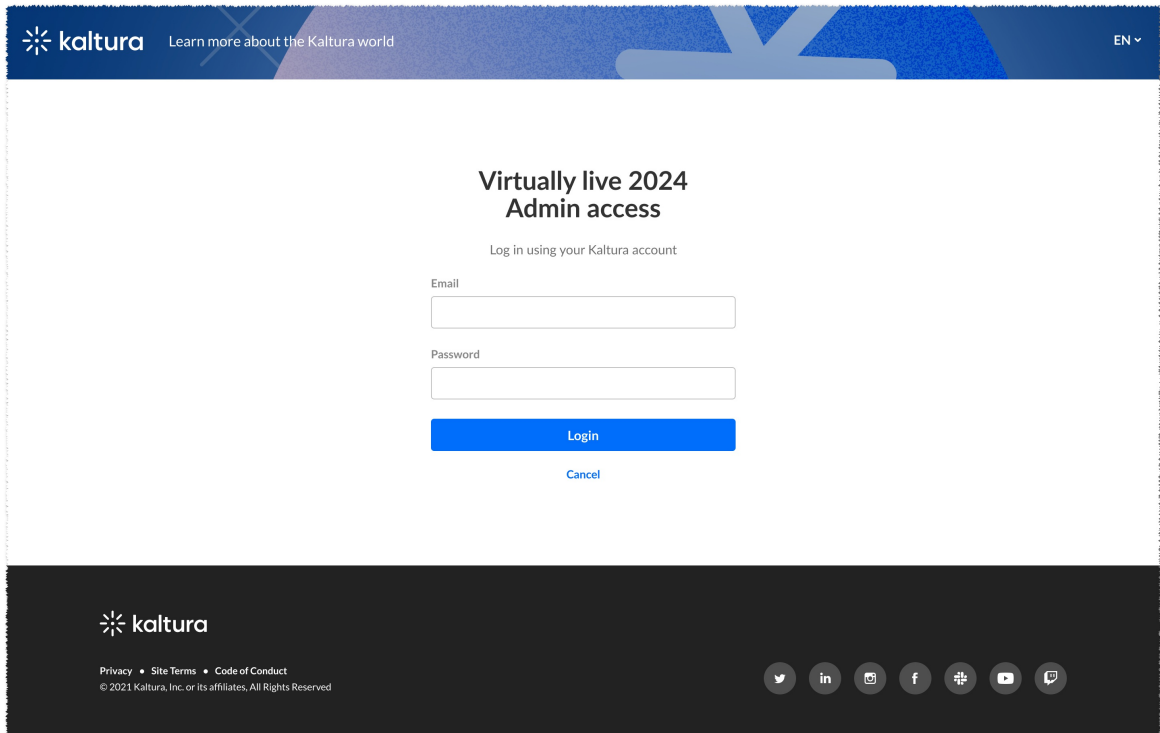 kaltura Learn more about the Kaltura world EN
Virtually live 2024
Admin access
Log in using your Kaltura account
Email
Password
Login
Cancel
kaltura
Privacy • Site Terms • Code of Conduct
© 2021 Kaltura, Inc. or its affiliates, All Rights Reserved